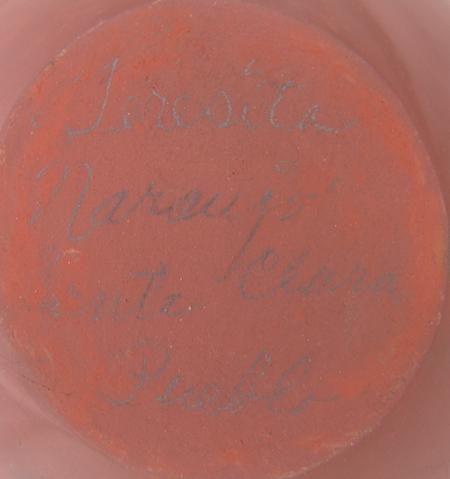 Teresita
Naranjo
Santa Clara
Pueblo